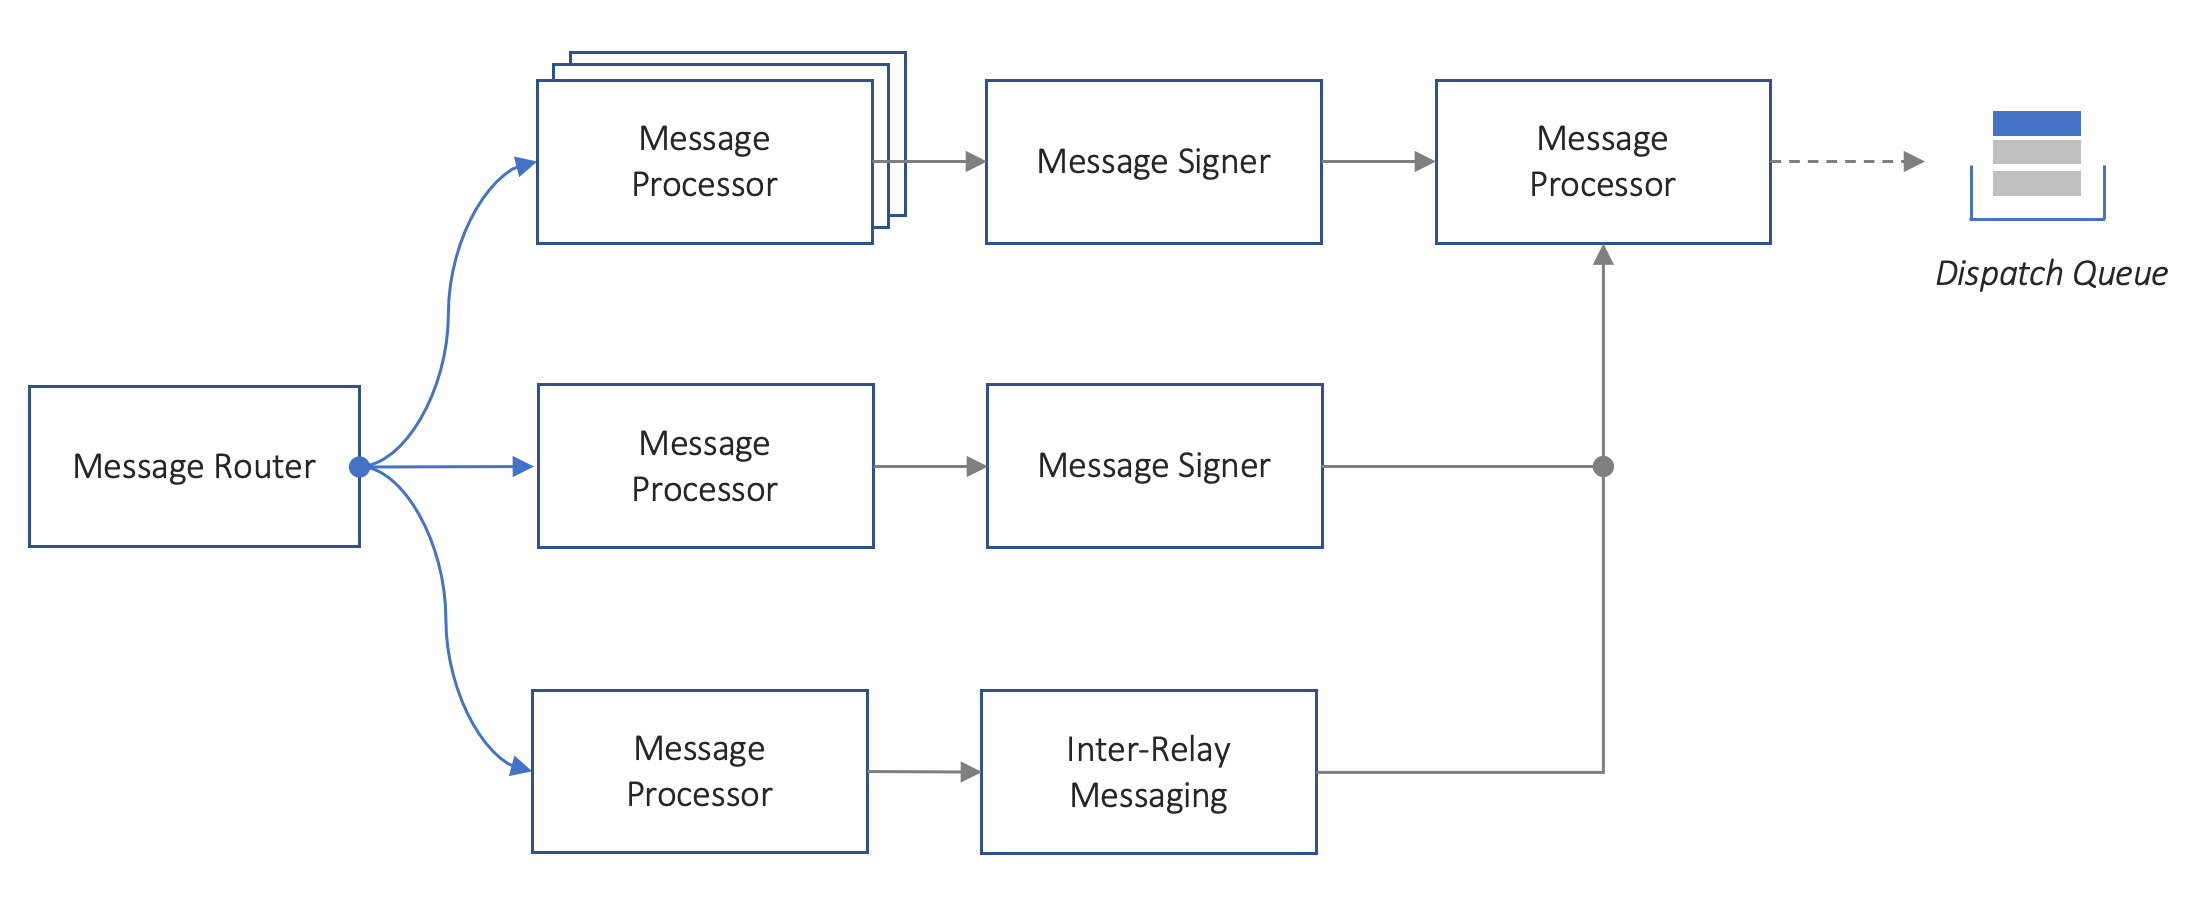 Message
Processor
Message Signer
Message
Processor
Dispatch Queue
Message Router
Message
Processor
Message Signer
Message
Processor
Inter-Relay
Messaging